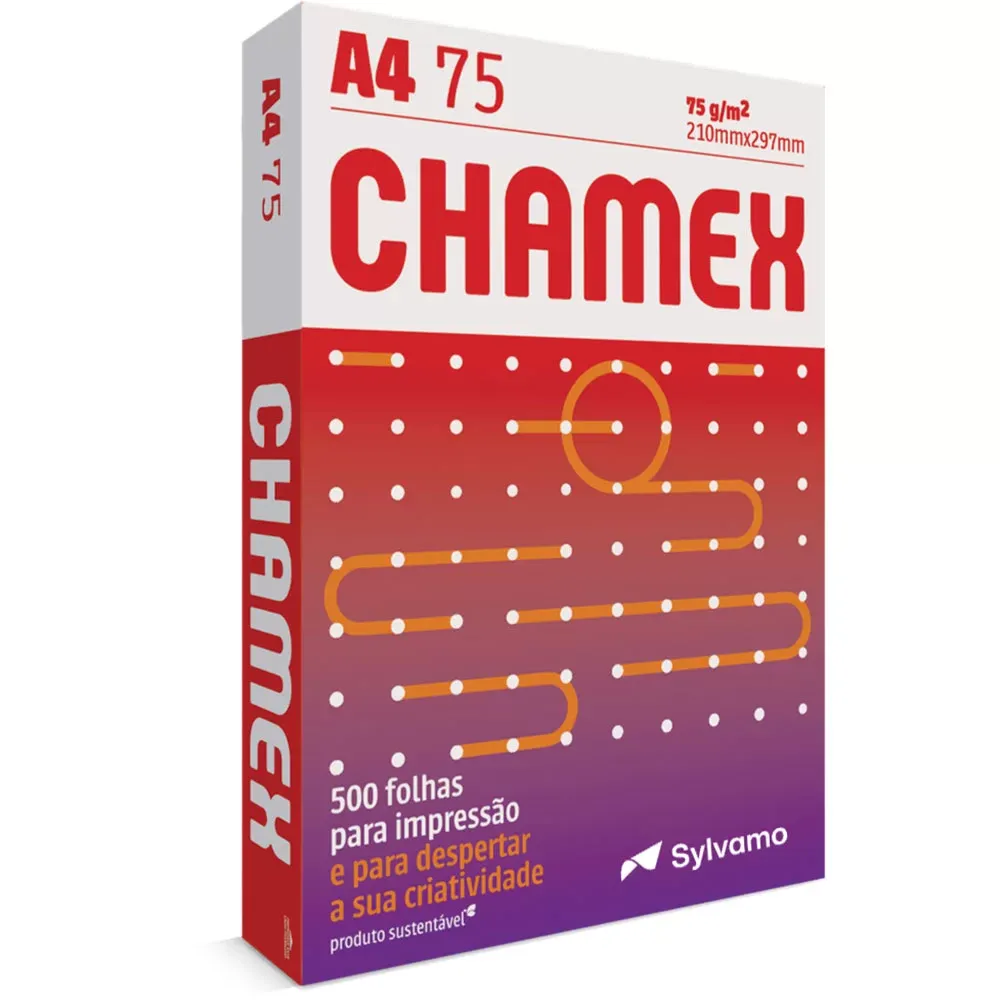 A4 75
75 g/m²
210mmx297mm
CHAMEX
500 folhas
para impressão
e para despertar
a sua criatividade
produto sustentável
Sylvamo
A4 75
CHAMEX